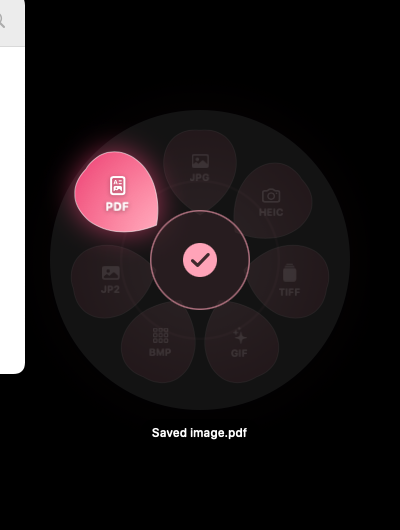 JPG
PDF
HEIC
JP2
TIFF
BMP
GIF
Saved image.pdf